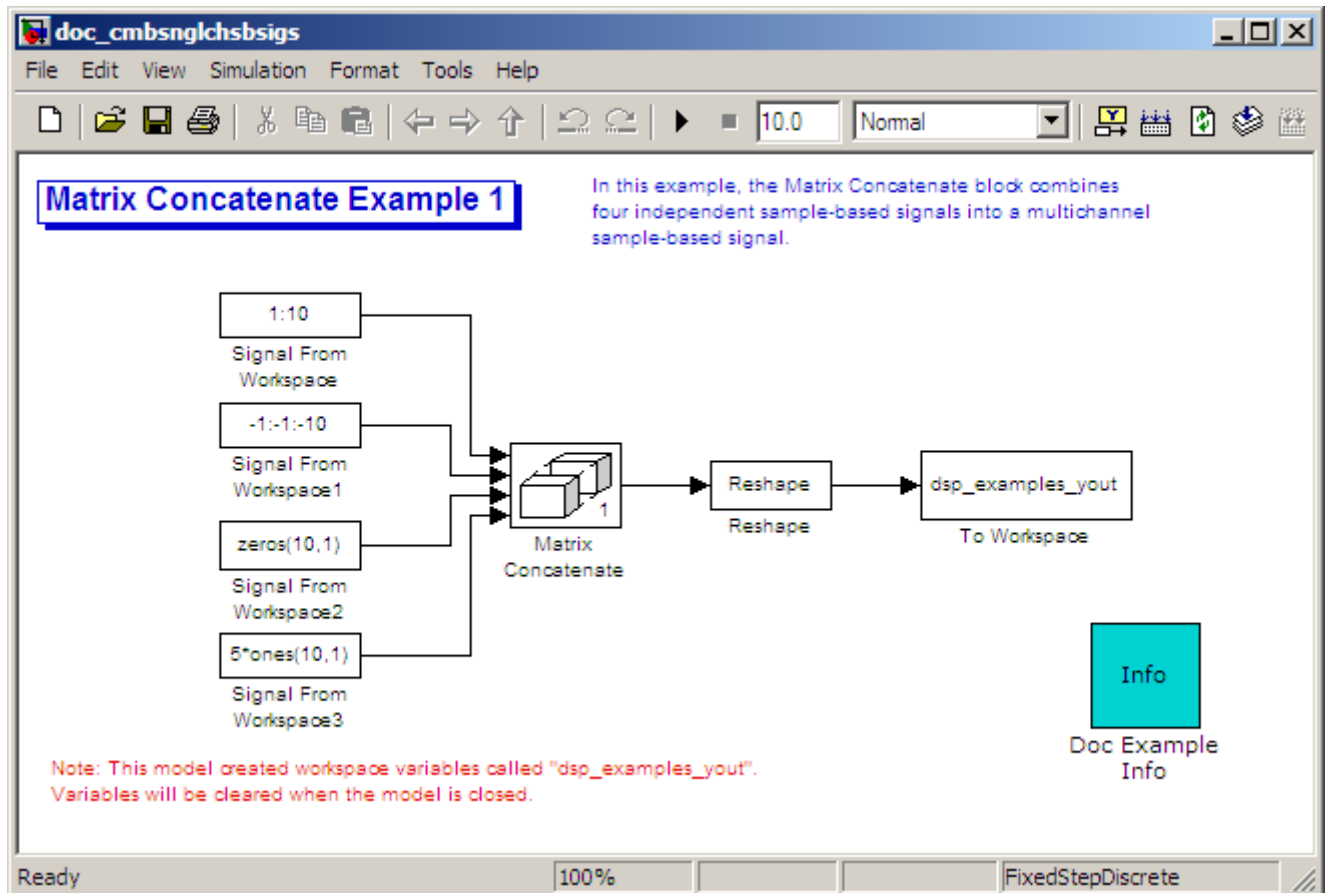 doc_cmbsnglchsbsigs
File Edit View Simulation Format Tools Help
10.0 Normal
Matrix Concatenate Example 1
In this example, the Matrix Concatenate block combines
four independent sample-based signals into a multichannel
sample-based signal.
1:10
Signal From
Workspace
-1:-1:-10
Signal From
Workspace1
zeros(10,1)
Signal From
Workspace2
5*ones(10,1)
Signal From
Workspace3
1
Matrix
Concatenate
Reshape
Reshape
dsp_examples_yout
To Workspace
Info
Doc Example
Info
Note: This model created workspace variables called "dsp_examples_yout".
Variables will be cleared when the model is closed.
Ready 100% FixedStepDiscrete